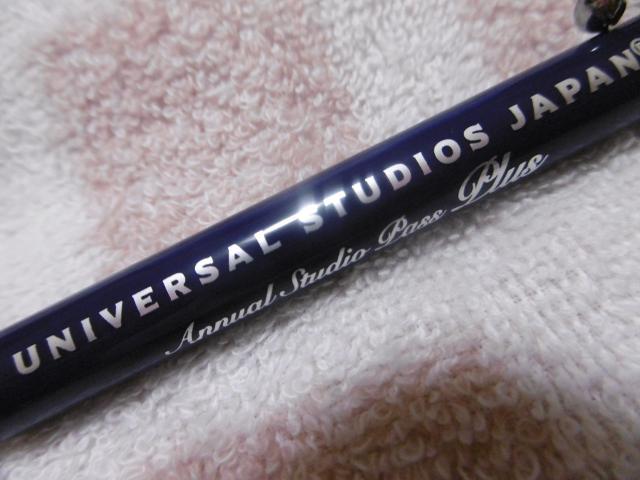 UNIVERSAL STUDIOS JAPAN®
Annual Studio Pass Plus